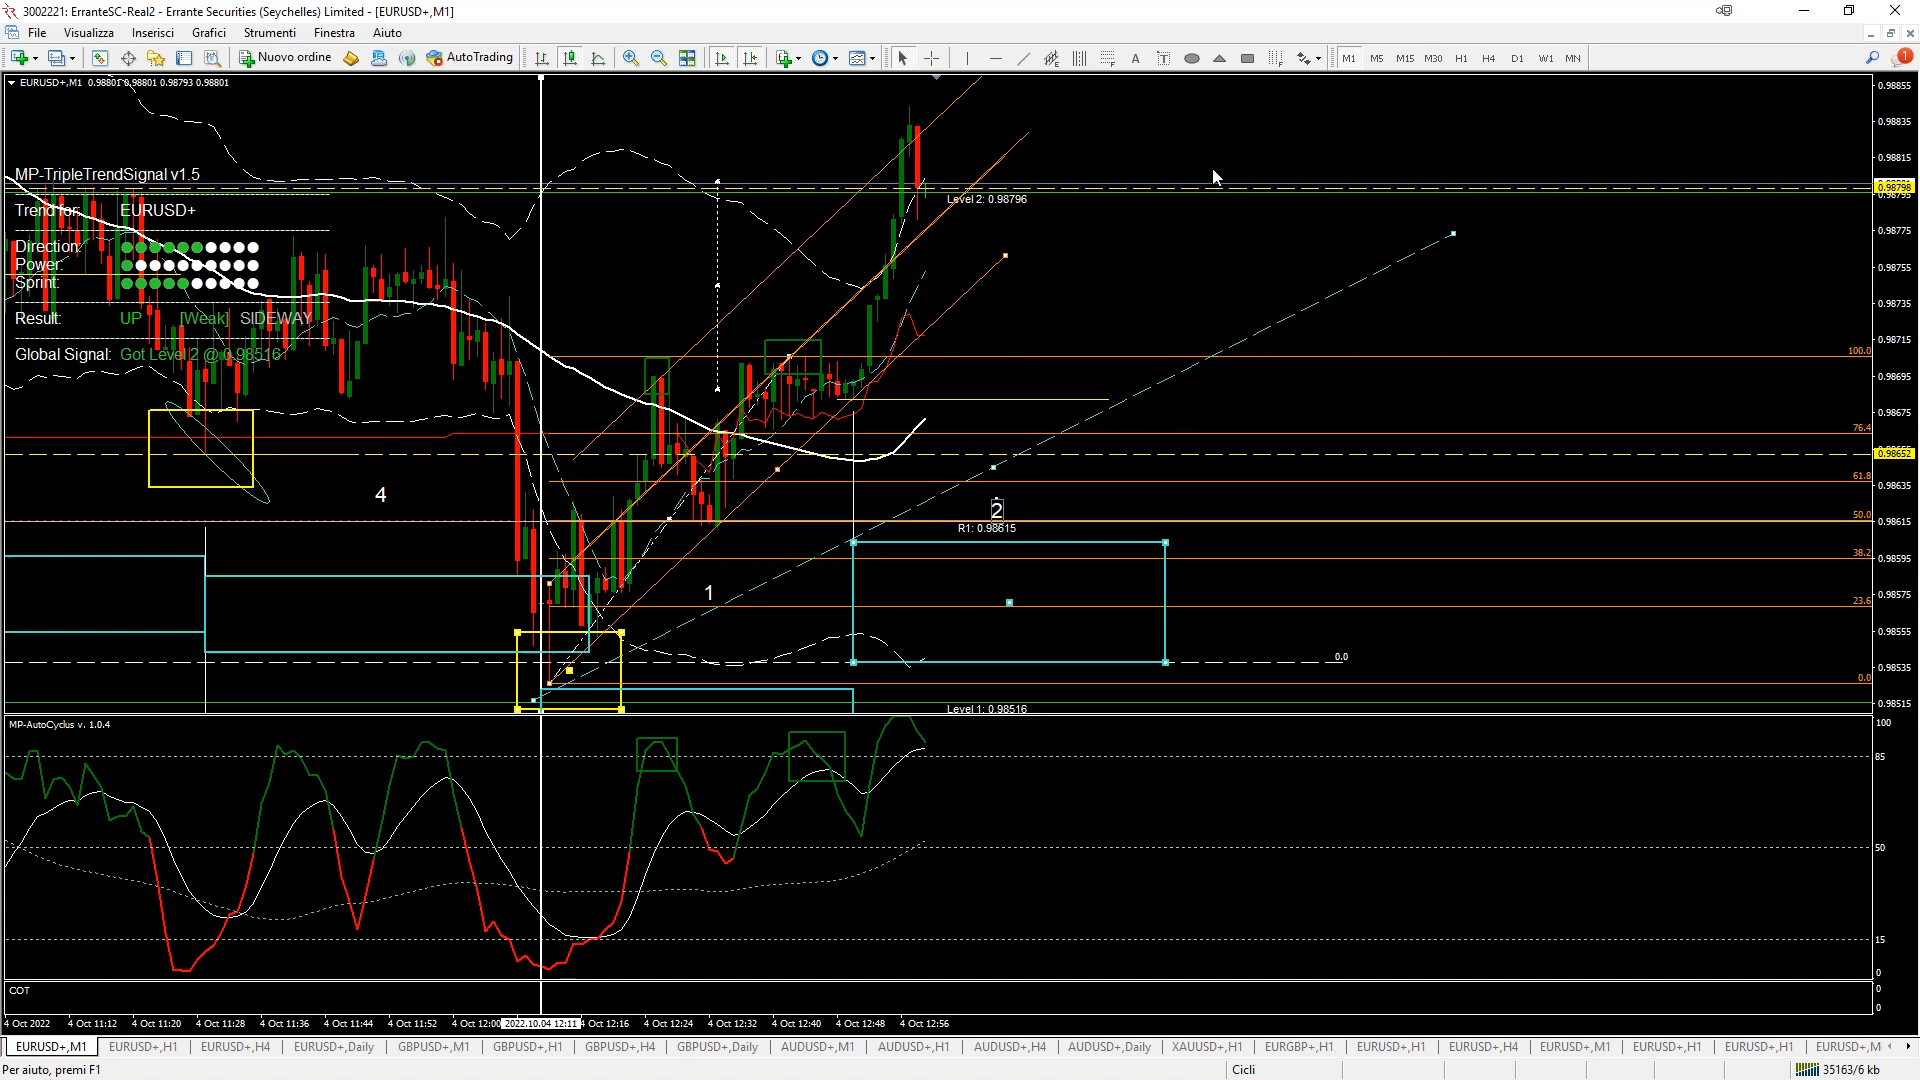 3002221: ErranteSC-Real2 - Errante Securities (Seychelles) Limited - [EURUSD+,M1]
File Visualizza Inserisci Grafici Strumenti Finestra Aiuto
Nuovo ordine AutoTrading A T M1 M5 M15 M30 H1 H4 D1 W1 MN 1
EURUSD+,M1 0.98801 0.98801 0.98793 0.98801
MP-TripleTrendSignal v1.5
Trend for: EURUSD+
Direction:
Power:
Sprint:
Result: UP [Weak] SIDEWAY
Global Signal: Got Level 2 @ 0.98516
Level 2: 0.98796
4
2
R1: 0.98615
1
0.0
Level 1: 0.98516
100.0
76.4
61.8
50.0
38.2
23.6
0.0
0.98855
0.98835
0.98815
0.98798
0.98795
0.98775
0.98755
0.98735
0.98715
0.98695
0.98675
0.98652
0.98635
0.98615
0.98595
0.98575
0.98555
0.98535
0.98515
MP-AutoCyclus v. 1.0.4
100
85
50
15
0
COT
0
0
4 Oct 2022 4 Oct 11:12 4 Oct 11:20 4 Oct 11:28 4 Oct 11:36 4 Oct 11:44 4 Oct 11:52 4 Oct 12:00 2022.10.04 12:11 4 Oct 12:16 4 Oct 12:24 4 Oct 12:32 4 Oct 12:40 4 Oct 12:48 4 Oct 12:56
EURUSD+,M1 EURUSD+,H1 EURUSD+,H4 EURUSD+,Daily GBPUSD+,M1 GBPUSD+,H1 GBPUSD+,H4 GBPUSD+,Daily AUDUSD+,M1 AUDUSD+,H1 AUDUSD+,H4 AUDUSD+,Daily XAUUSD+,H1 EURGBP+,H1 EURUSD+,H1 EURUSD+,H4 EURUSD+,M1 EURUSD+,H1 EURUSD+,H1 EURUSD+,M
Per aiuto, premi F1 Cicli 35163/6 kb